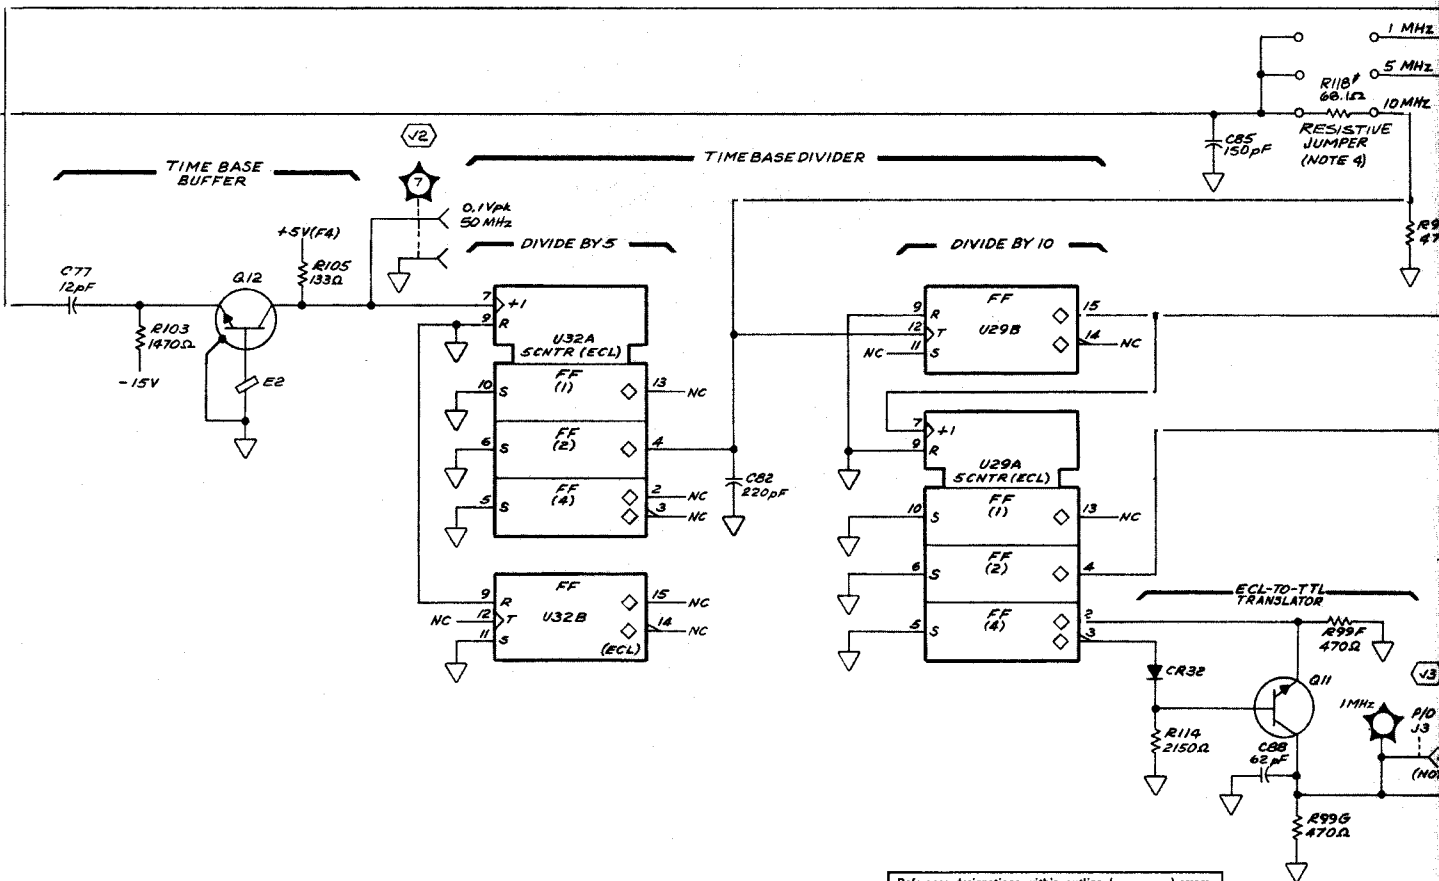 1 MHz
5 MHz
R118
68.1Ω
10 MHz
RESISTIVE
JUMPER
(NOTE 4)
C85
150pF
J2
7
TIME BASE DIVIDER
TIME BASE
BUFFER
0.1Vpk
50 MHz
+5V(F4)
R105
133Ω
C77
12pF
Q12
R103
1470Ω
-15V
E2
DIVIDE BY 5
7
+1
9
R
U32A
5CNTR (ECL)
10
S
FF
(1)
13
NC
6
S
FF
(2)
4
5
S
FF
(4)
2
NC
3
NC
C82
220pF
FF
9
R
15
NC
NC
12
T
U32B
14
NC
11
S
(ECL)
DIVIDE BY 10
FF
9
R
15
12
T
U29B
14
NC
NC
11
S
7
+1
9
R
U29A
5CNTR (ECL)
10
S
FF
(1)
13
NC
6
S
FF
(2)
4
5
S
FF
(4)
2
3
ECL-TO-TTL
TRANSLATOR
R99F
470Ω
CR32
Q11
R114
2150Ω
C88
62pF
1MHz
J3
P/O
J3
R99G
470Ω